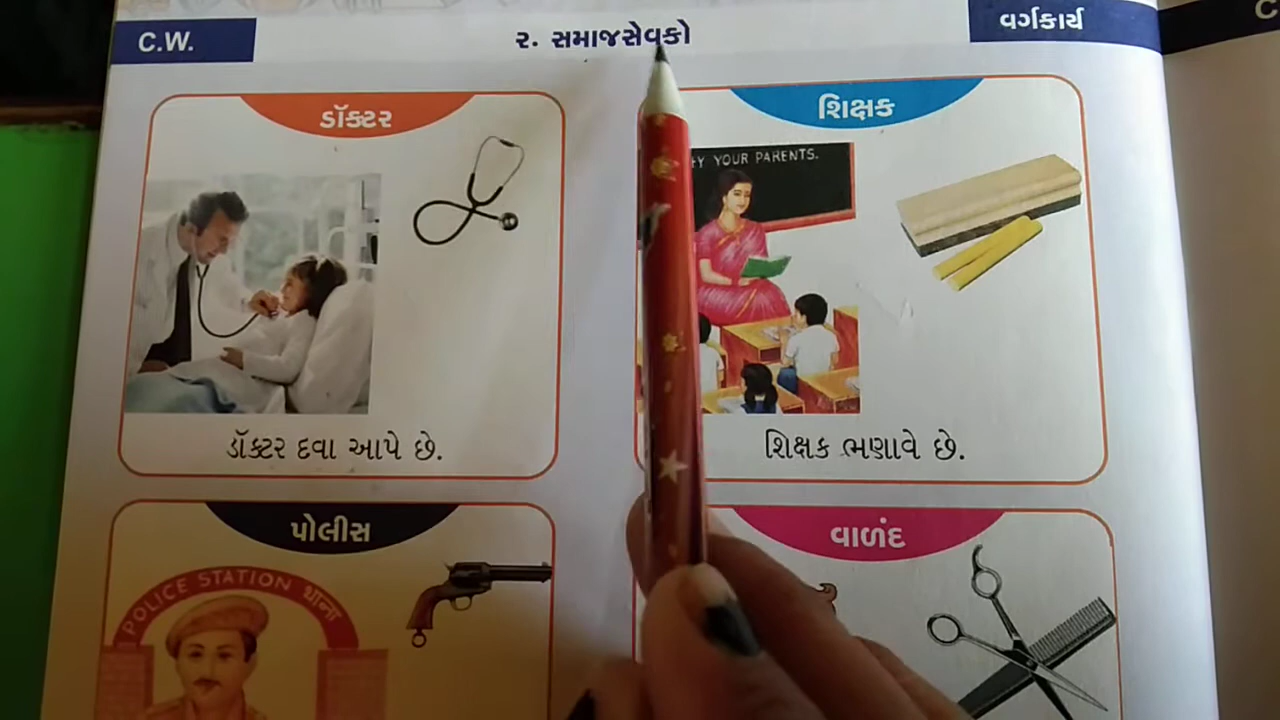 C.W.
૨. સમાજસેવકો
વર્ગકાર્ય
ડૉક્ટર
શિક્ષક
YOUR PARENTS.
ડૉક્ટર દવા આપે છે.
શિક્ષક ભણાવે છે.
પોલીસ
વાળંદ
POLICE STATION થાના